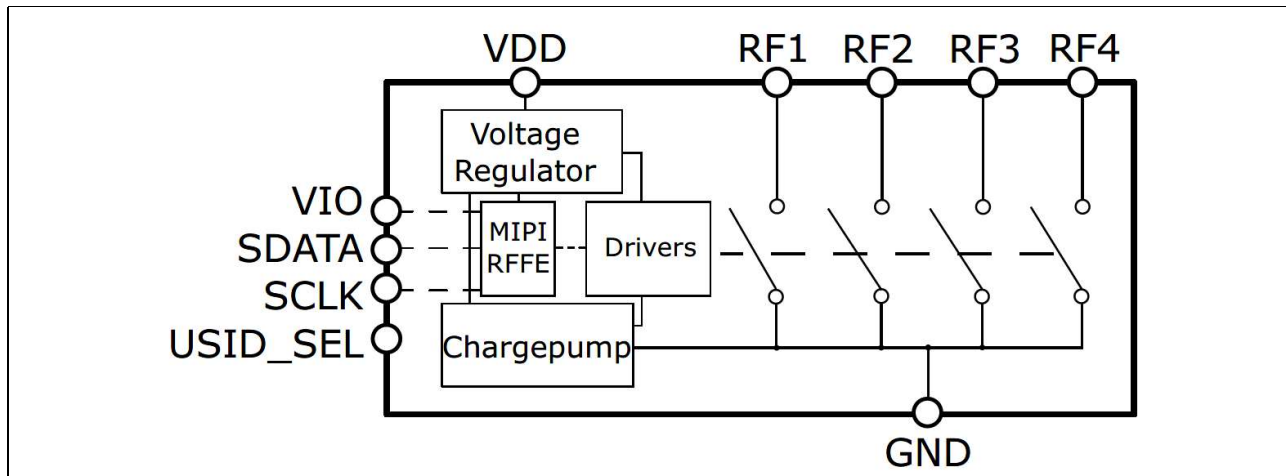 VDD
RF1
RF2
RF3
RF4
Voltage
Regulator
VIO
SDATA
SCLK
USID_SEL
MIPI
RFFE
Drivers
Chargepump
GND